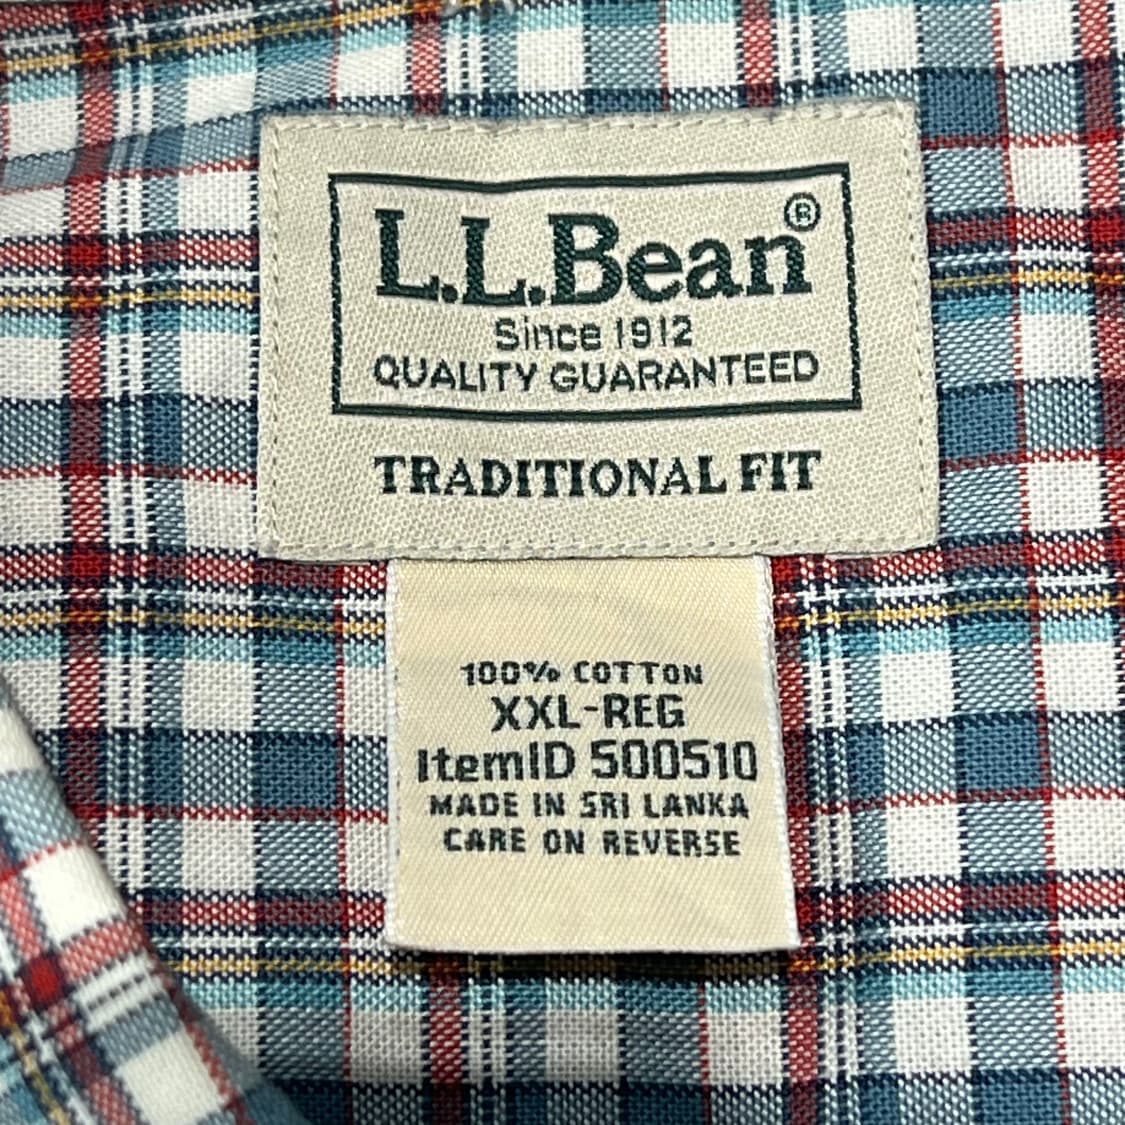 L.L.Bean®
Since 1912
QUALITY GUARANTEED
TRADITIONAL FIT
100% COTTON
XXL-REG
ItemID 500510
MADE IN SRI LANKA
CARE ON REVERSE